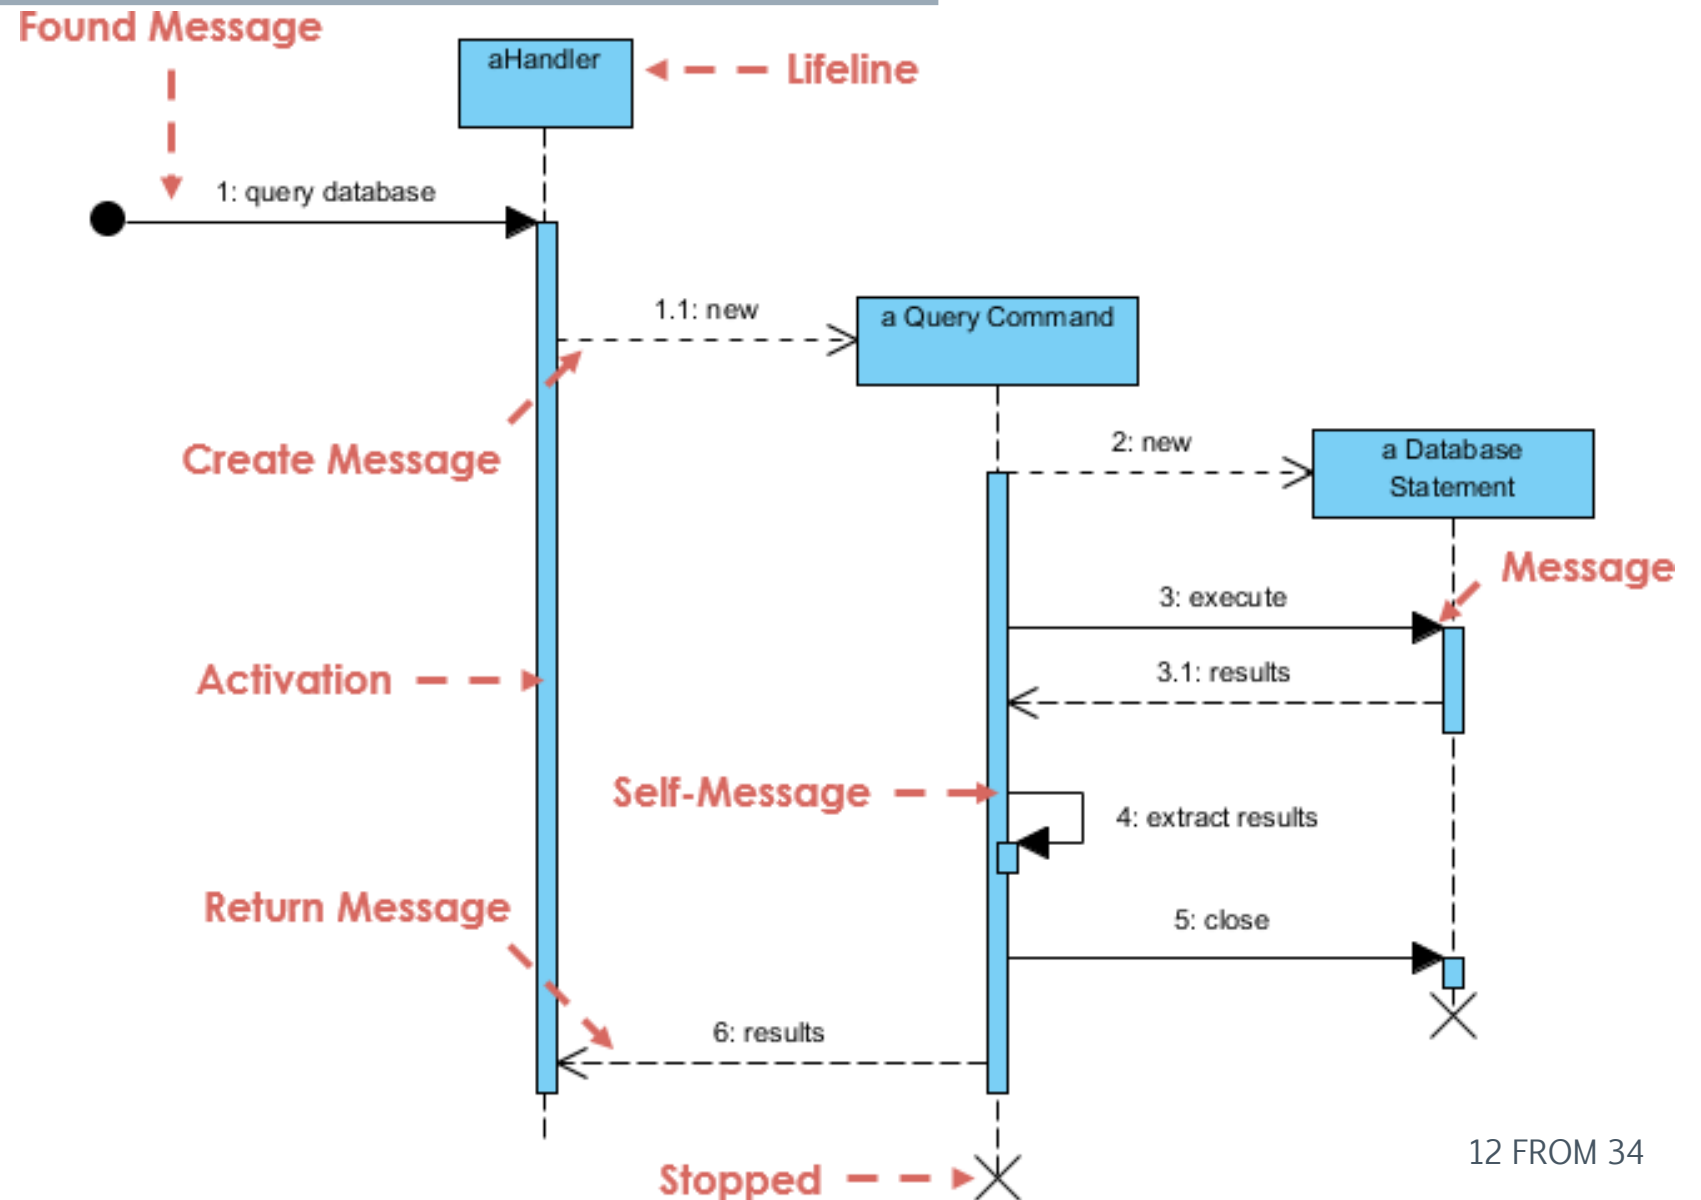 Found Message
aHandler
Lifeline
1: query database
1.1: new
a Query Command
Create Message
2: new
a Database
Statement
Message
3: execute
Activation
3.1: results
Self-Message
4: extract results
Return Message
5: close
6: results
12 FROM 34
Stopped